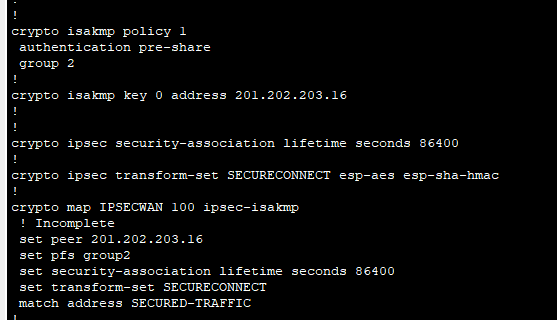 !
!
crypto isakmp policy 1
 authentication pre-share
 group 2
!
crypto isakmp key 0 address 201.202.203.16
!
!
crypto ipsec security-association lifetime seconds 86400
!
crypto ipsec transform-set SECURECONNECT esp-aes esp-sha-hmac
!
crypto map IPSECWAN 100 ipsec-isakmp
 ! Incomplete
 set peer 201.202.203.16
 set pfs group2
 set security-association lifetime seconds 86400
 set transform-set SECURECONNECT
 match address SECURED-TRAFFIC
!